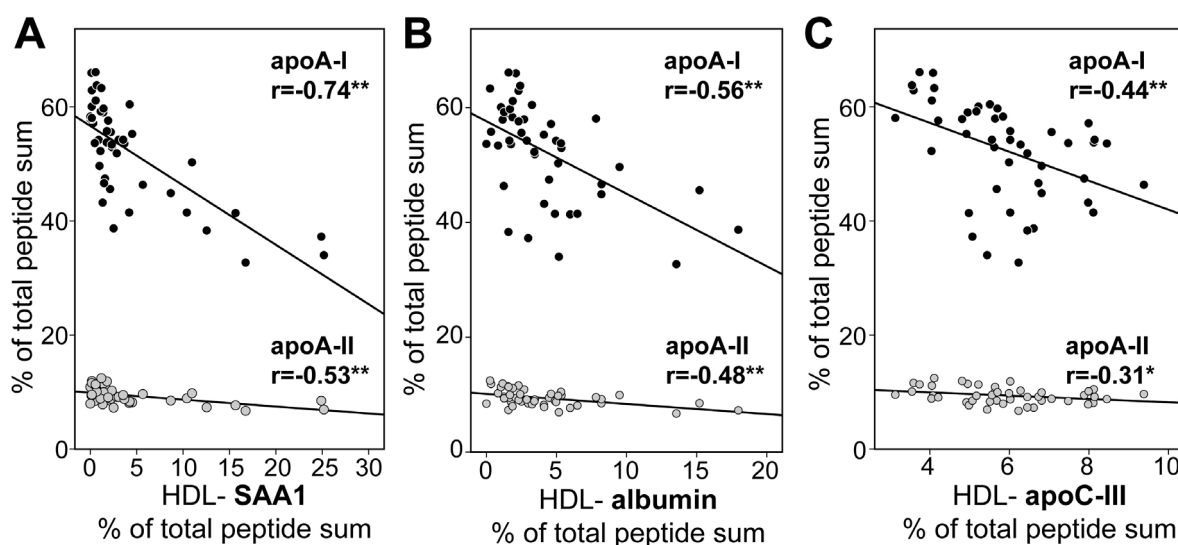 A
% of total peptide sum
60
40
20
0
apoA-I
r=-0.74**
apoA-II
r=-0.53**
0 5 10 15 20 25 30
HDL- SAA1
% of total peptide sum
B
% of total peptide sum
60
40
20
0
apoA-I
r=-0.56**
apoA-II
r=-0.48**
0 5 10 15 20
HDL- albumin
% of total peptide sum
C
% of total peptide sum
60
40
20
0
apoA-I
r=-0.44**
apoA-II
r=-0.31*
4 6 8 10
HDL- apoC-III
% of total peptide sum